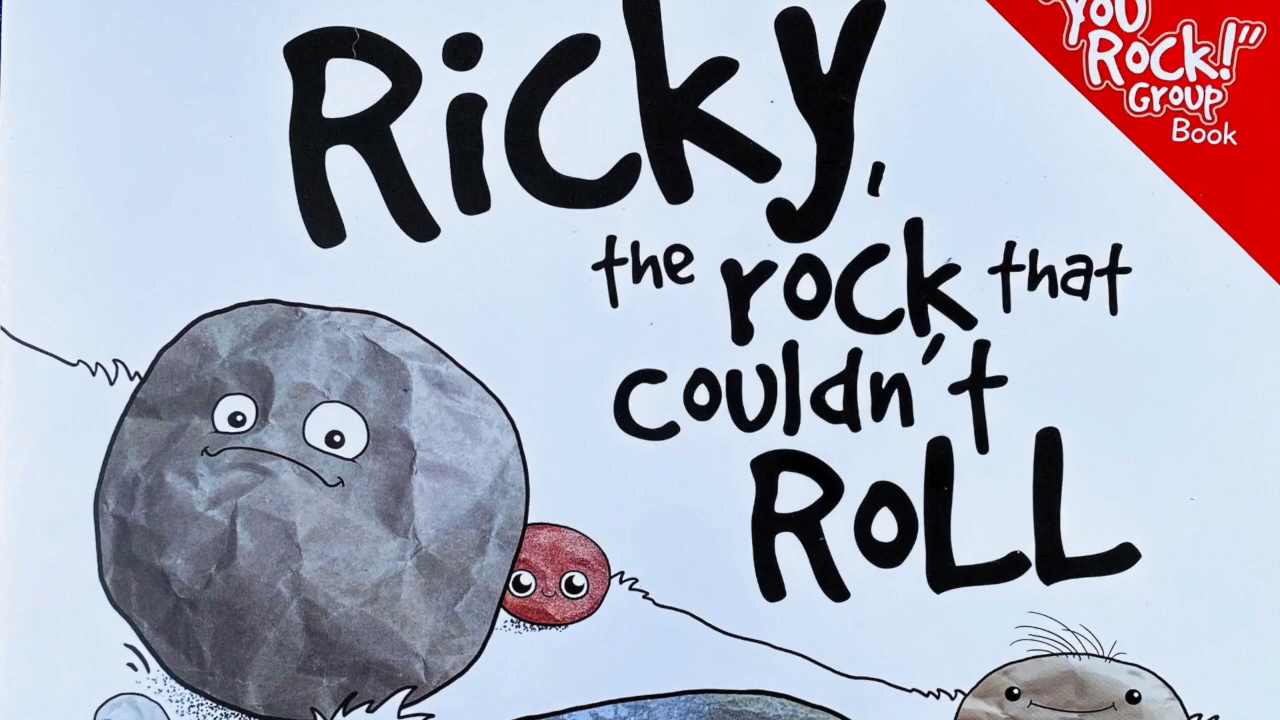 Ricky,
the rock that
couldn't
ROLL
"YOU
ROCK!"
GROUP
Book